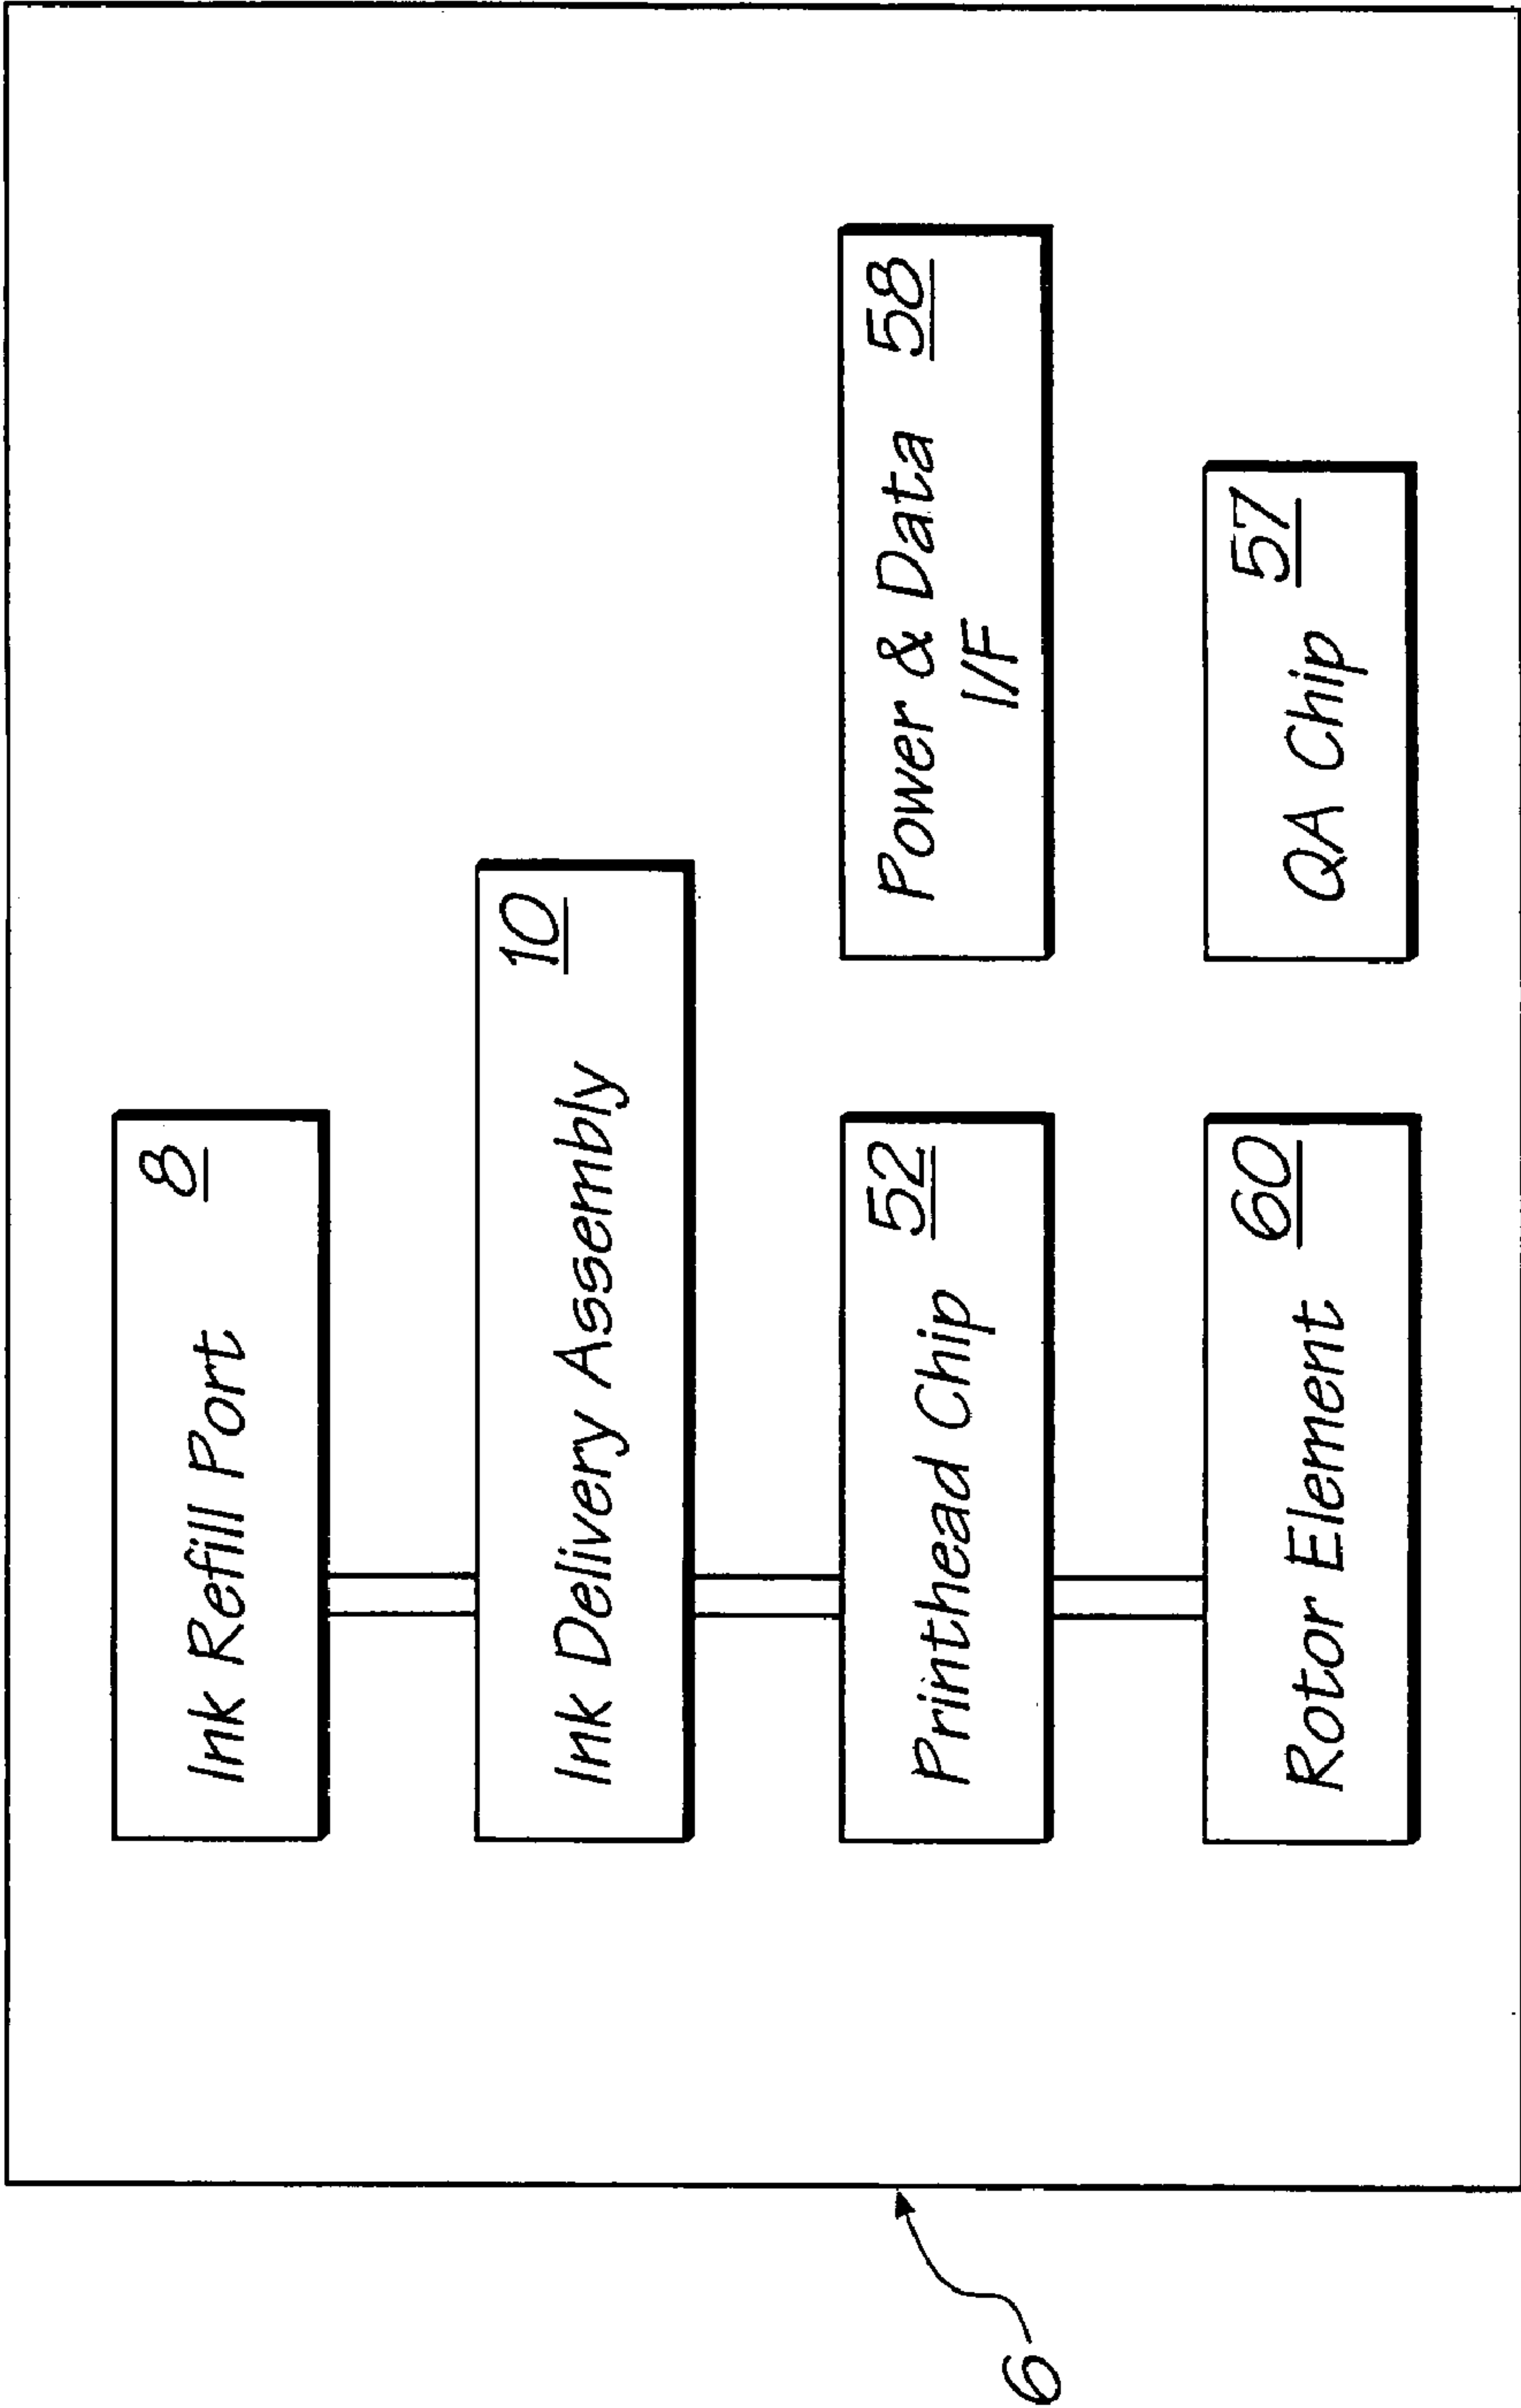 Ink Refill Port 8
Ink Delivery Assembly 10
Printhead Chip 52
Power & Data 58
I/F
Rotor Element 60
QA Chip 57
6